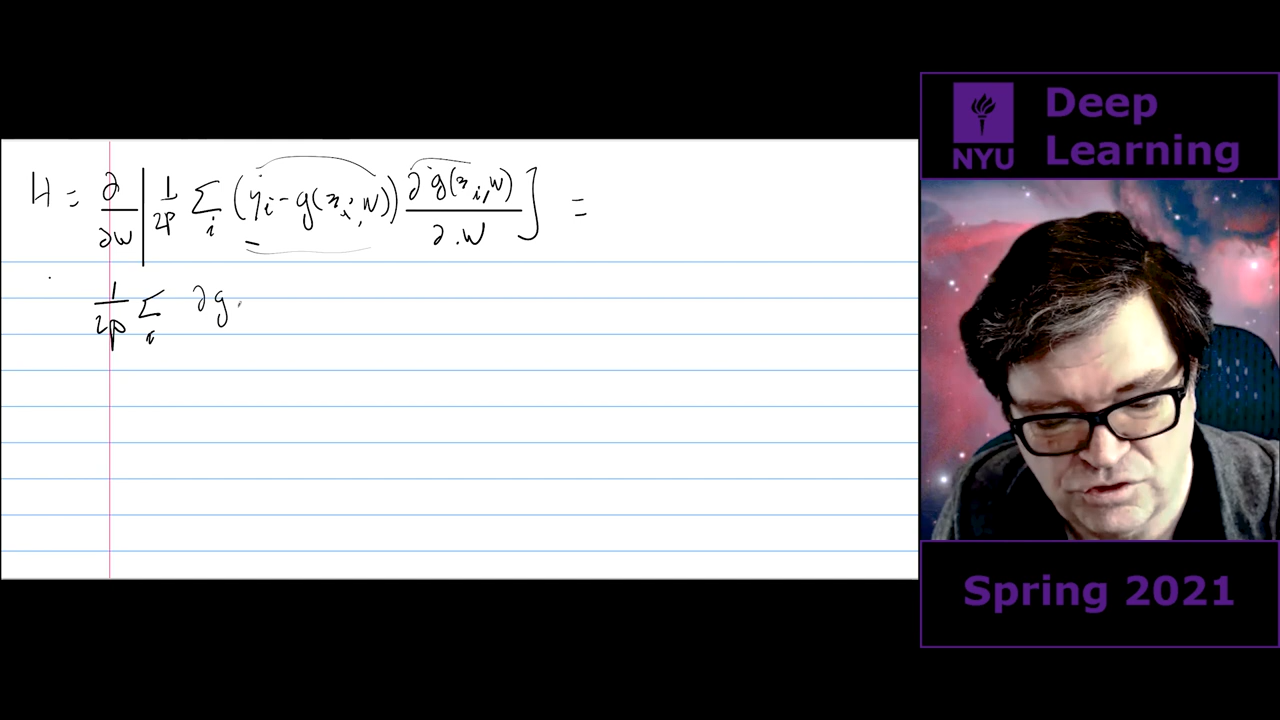 H = ∂/∂W [ 1/2p Σ_i (y_i - g(x_i, W)) ∂g(x_i, W)/∂W ] =
1/2p Σ_i ∂g
NYU
Deep
Learning
Spring 2021